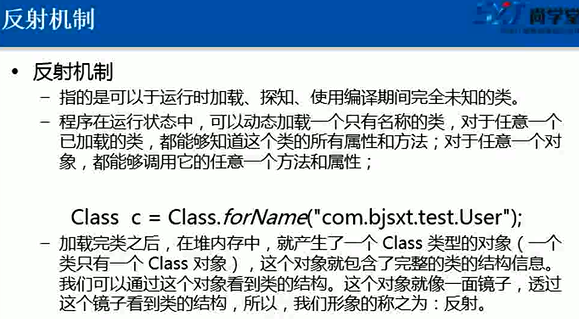 反射机制
尚学堂
• 反射机制
– 指的是可以于运行时加载、探知、使用编译期间完全未知的类。
– 程序在运行状态中，可以动态加载一个只有名称的类，对于任意一个
已加载的类，都能够知道这个类的所有属性和方法；对于任意一个对
象，都能够调用它的任意一个方法和属性；
Class c = Class.forName("com.bjsxt.test.User");
– 加载完类之后，在堆内存中，就产生了一个 Class 类型的对象（一个
类只有一个 Class 对象），这个对象就包含了完整的类的结构信息。
我们可以通过这个对象看到类的结构。这个对象就像一面镜子，透过
这个镜子看到类的结构，所以，我们形象的称之为：反射。